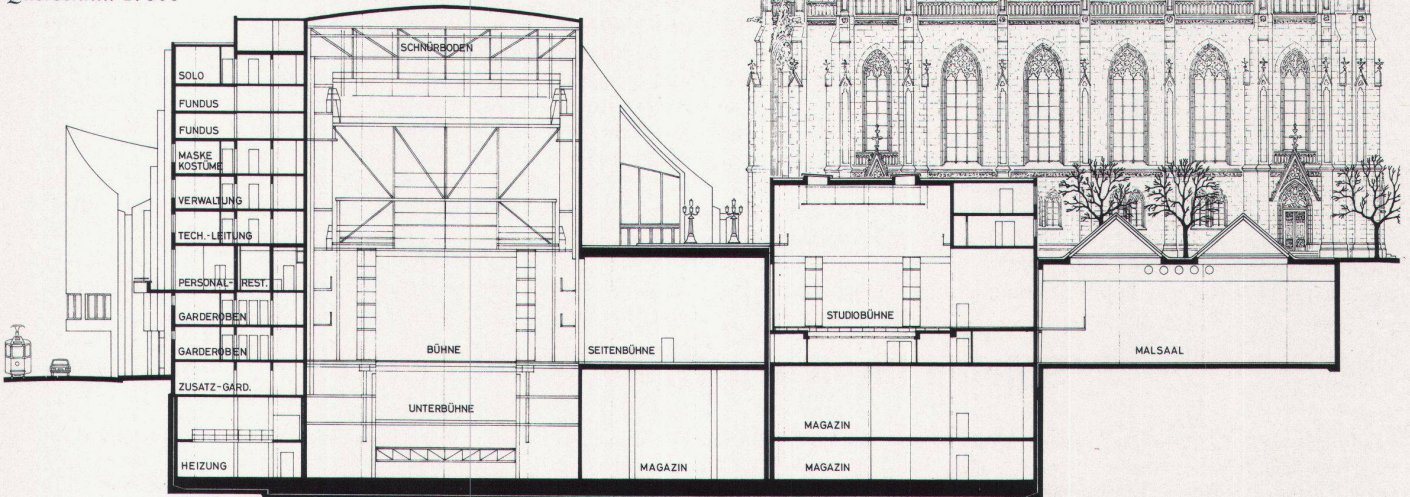 SCHNÜRBODEN
SOLO
FUNDUS
FUNDUS
MASKE
KOSTÜME
VERWALTUNG
TECH.-LEITUNG
PERSONAL-REST.
GARDEROBEN
GARDEROBEN
ZUSATZ-GARD.
HEIZUNG
BÜHNE
UNTERBÜHNE
SEITENBÜHNE
MAGAZIN
STUDIOBÜHNE
MAGAZIN
MAGAZIN
MALSAAL